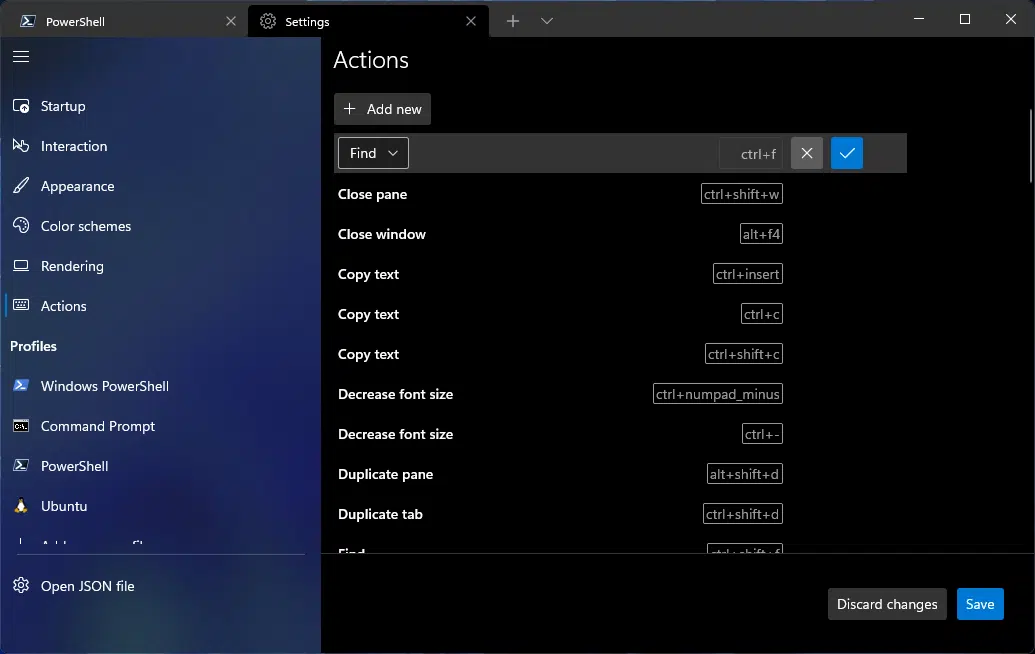 PowerShell
Settings
Startup
Interaction
Appearance
Color schemes
Rendering
Actions
Profiles
Windows PowerShell
Command Prompt
PowerShell
Ubuntu
Open JSON file
Actions
Add new
Find ctrl+f
Close pane ctrl+shift+w
Close window alt+f4
Copy text ctrl+insert
Copy text ctrl+c
Copy text ctrl+shift+c
Decrease font size ctrl+numpad_minus
Decrease font size ctrl+-
Duplicate pane alt+shift+d
Duplicate tab ctrl+shift+d
Find ctrl+shift+f
Discard changes Save